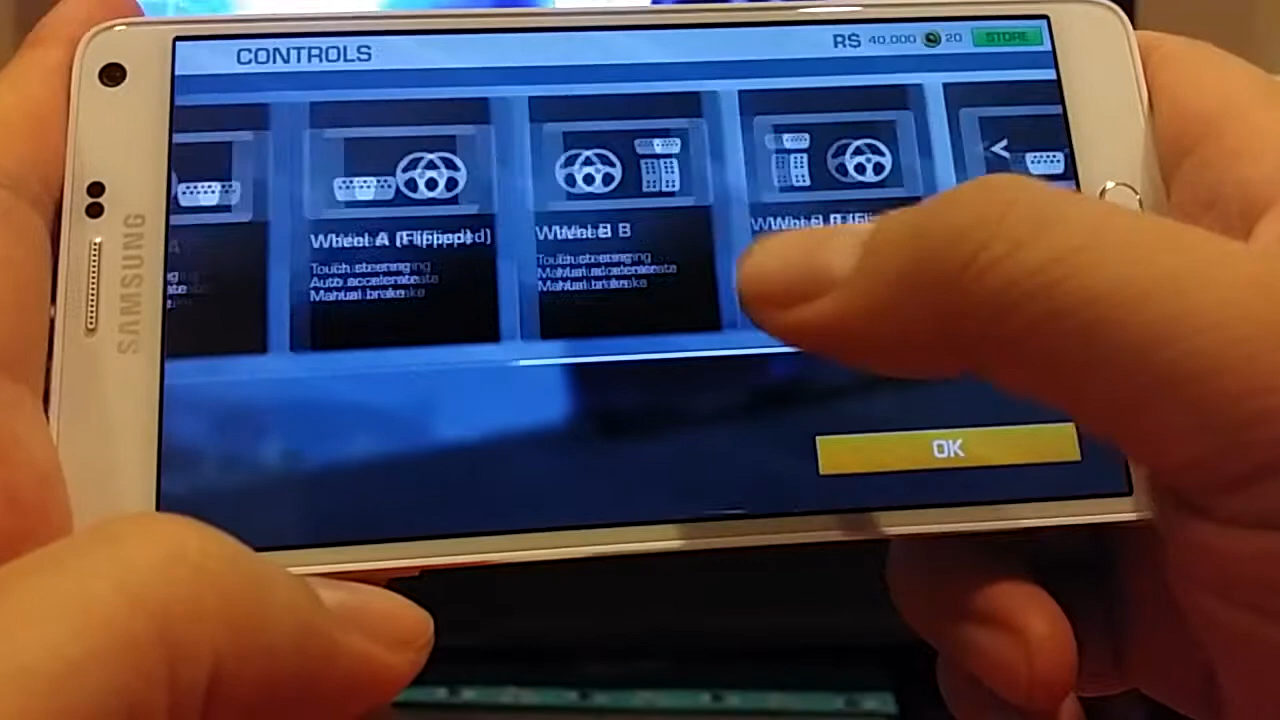 CONTROLS
R$ 40,000 20 STORE
Wheel A (Flipped)
Touch steering
Auto accelerate
Manual brake
Wheel B
Touch steering
Manual accelerate
Manual brake
Wheel B
A
OK
SAMSUNG